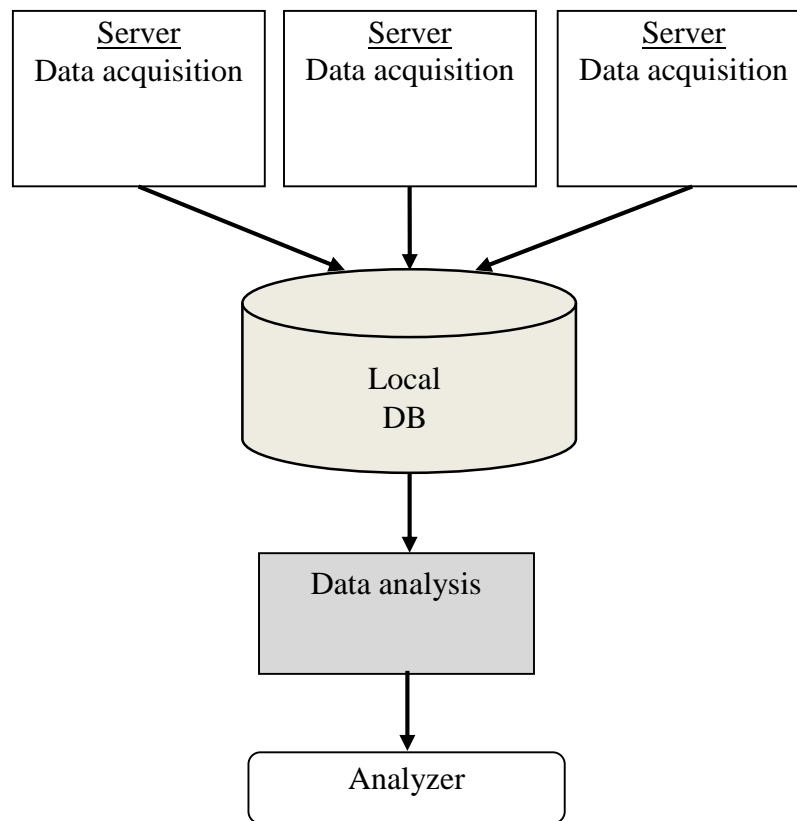 Server
Data acquisition
Server
Data acquisition
Server
Data acquisition
Local
DB
Data analysis
Analyzer